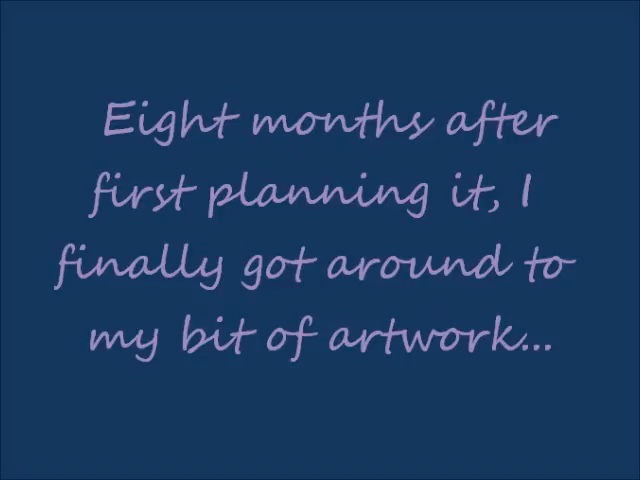 Eight months after
first planning it, I
finally got around to
my bit of artwork...